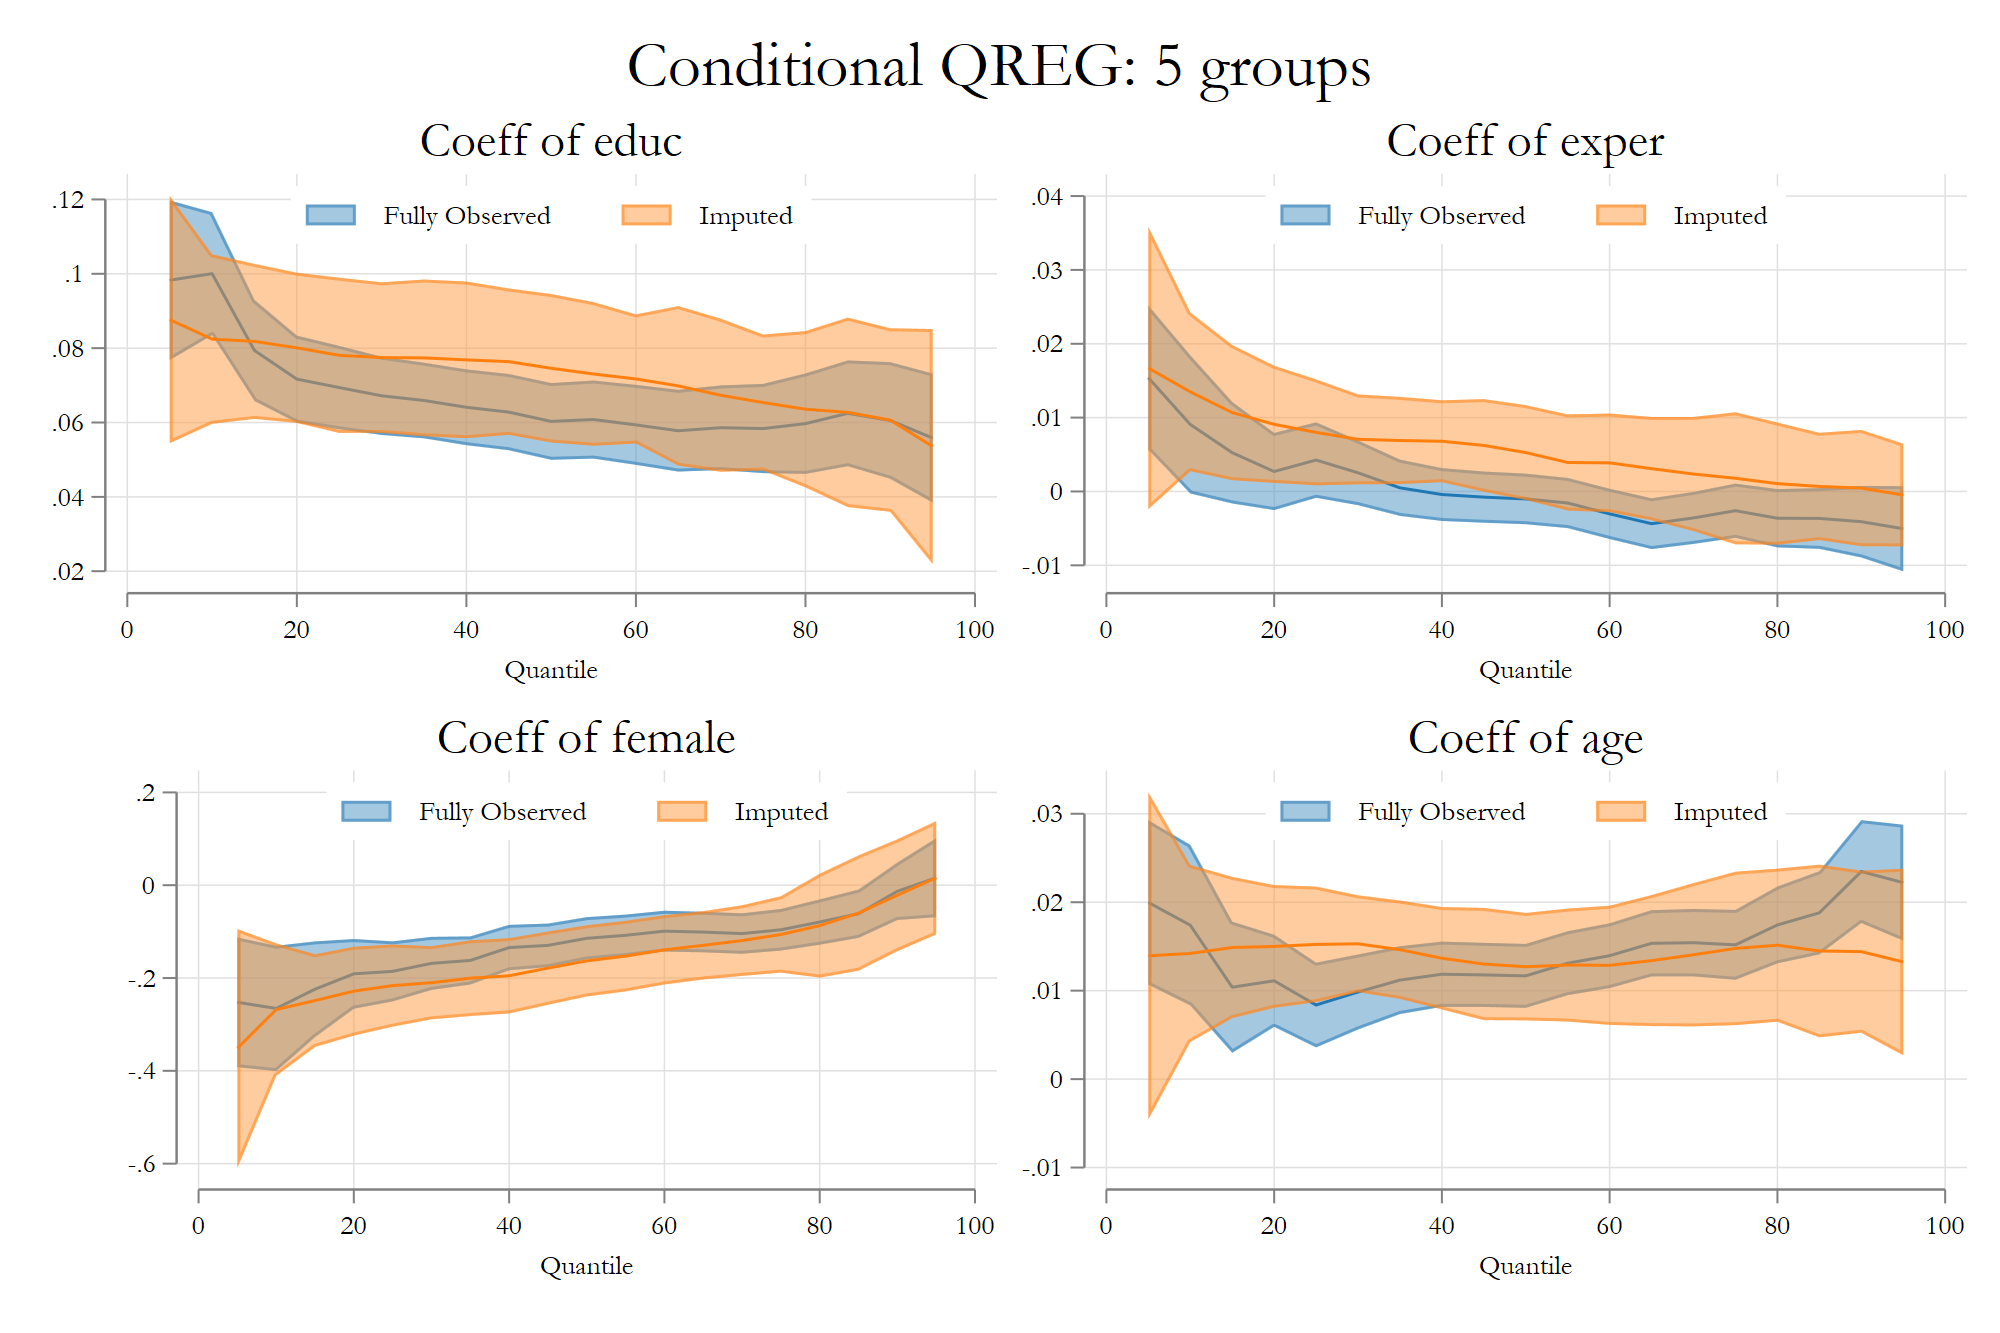 Conditional QREG: 5 groups
Coeff of educ
Fully Observed Imputed
.12
.1
.08
.06
.04
.02
0 20 40 60 80 100
Quantile
Coeff of exper
Fully Observed Imputed
.04
.03
.02
.01
0
-.01
0 20 40 60 80 100
Quantile
Coeff of female
Fully Observed Imputed
.2
0
-.2
-.4
-.6
0 20 40 60 80 100
Quantile
Coeff of age
Fully Observed Imputed
.03
.02
.01
0
-.01
0 20 40 60 80 100
Quantile